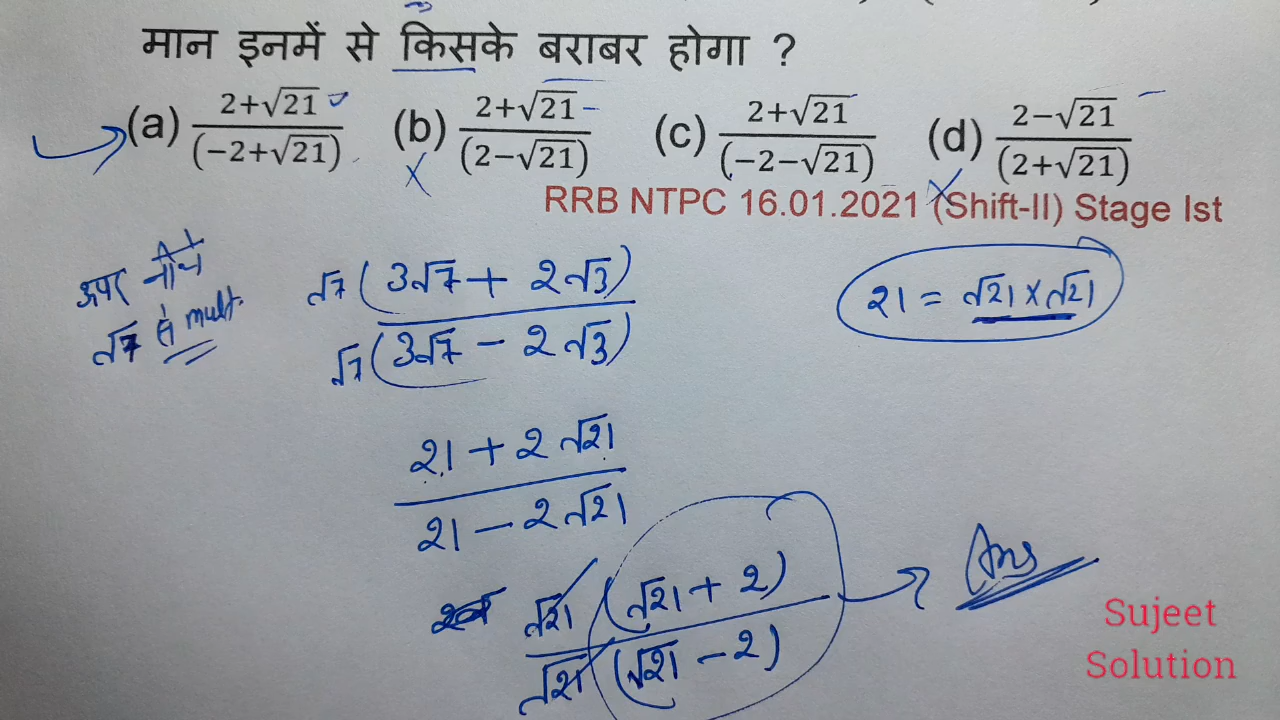 मान इनमें से किसके बराबर होगा ?
(a) 2+√21/(-2+√21) (b) 2+√21/(2-√21) (c) 2+√21/(-2-√21) (d) 2-√21/(2+√21)
RRB NTPC 16.01.2021 (Shift-II) Stage Ist
ऊपर नीचे
√7 से mult.
√7 (3√7 + 2√3)
√7 (3√7 - 2√3)
21 = √21 × √21
21 + 2√21
21 - 2√21
√21 (√21 + 2)
√21 (√21 - 2)
Ans
Sujeet
Solution